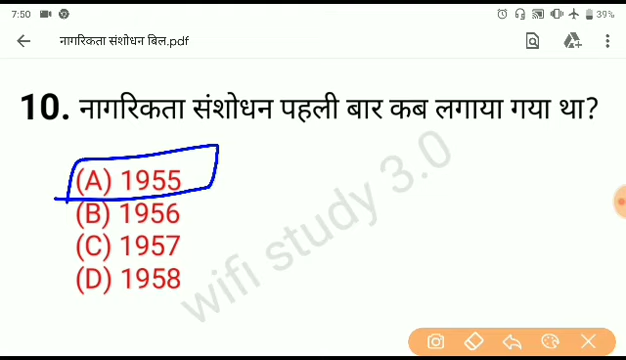 7:50
39%
नागरिकता संशोधन बिल.pdf
10. नागरिकता संशोधन पहली बार कब लगाया गया था?
(A) 1955
(B) 1956
(C) 1957
(D) 1958
wifi study 3.0